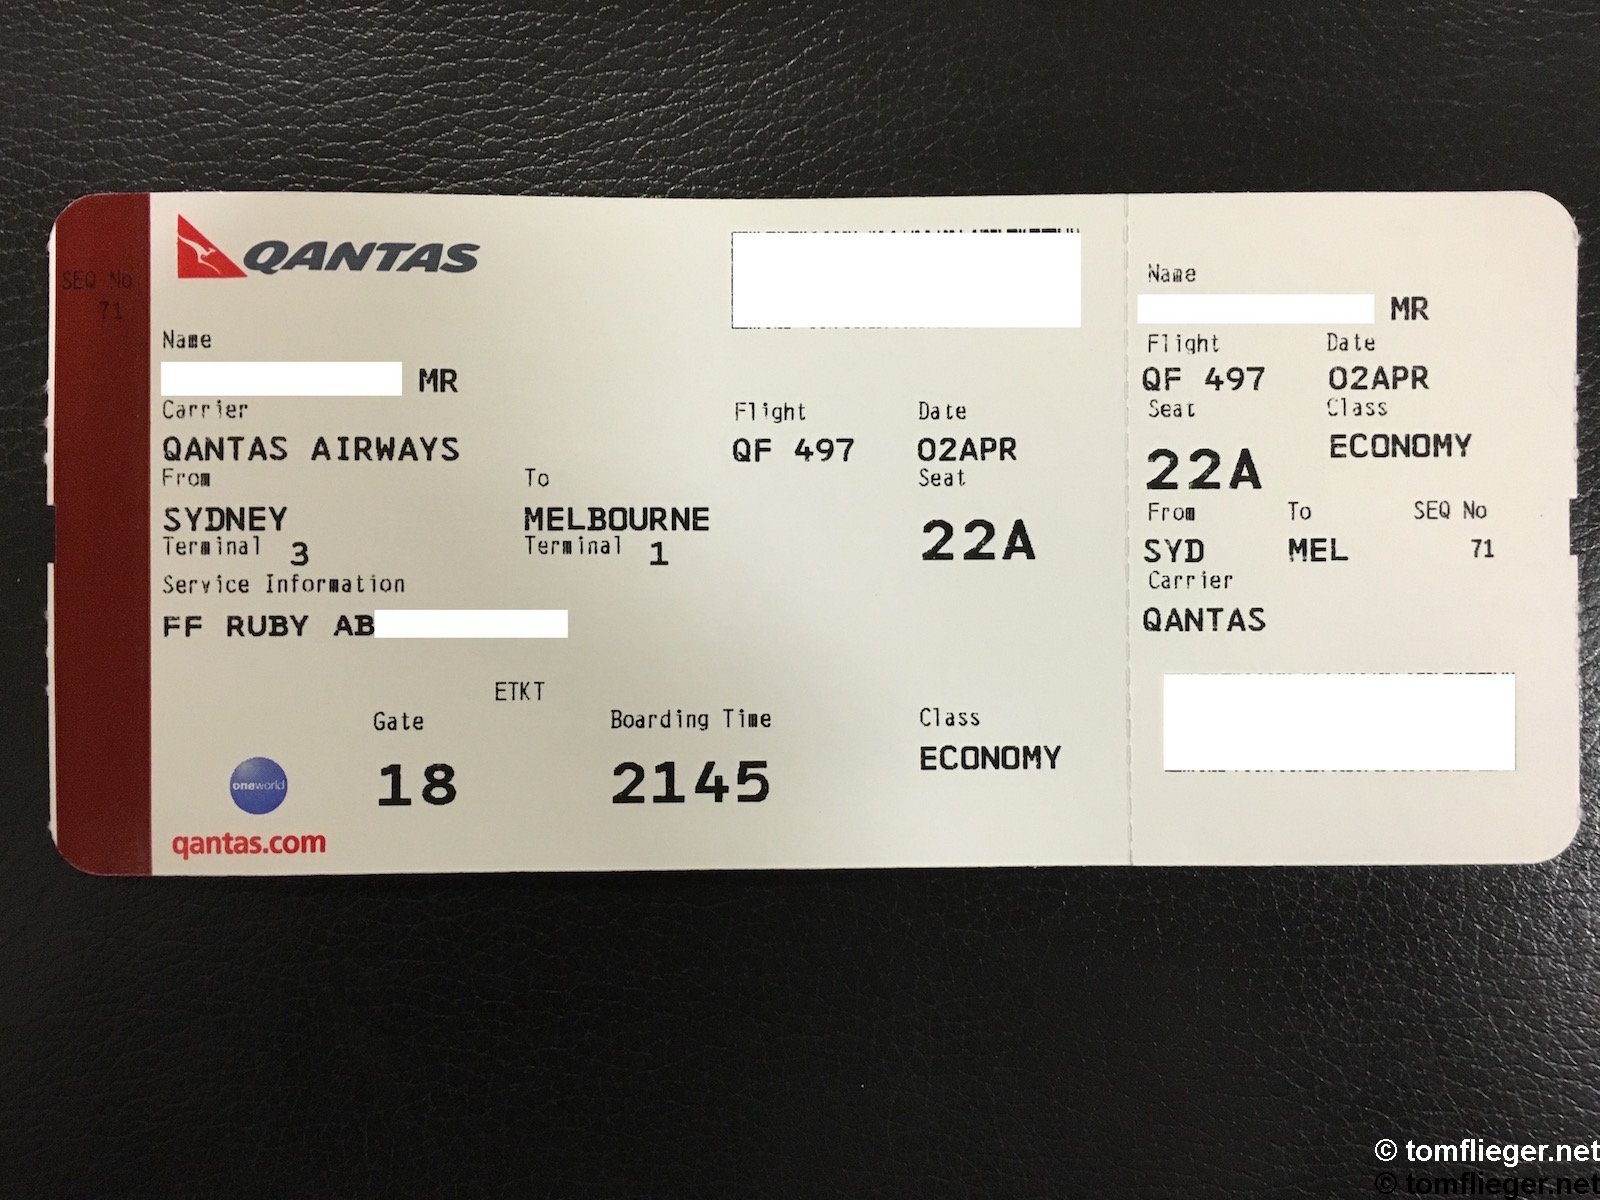 SEQ No
71
QANTAS
Name
MR
Carrier
Flight
Date
QANTAS AIRWAYS
QF 497
02APR
From
To
Seat
SYDNEY
MELBOURNE
22A
Terminal 3
Terminal 1
Service Information
FF RUBY AB
ETKT
Gate
Boarding Time
Class
18
2145
ECONOMY
oneworld
qantas.com
Name
MR
Flight
Date
QF 497
02APR
Seat
Class
22A
ECONOMY
From
To
SEQ No
SYD
MEL
71
Carrier
QANTAS
© tomflieger.net
© tomflieger.net